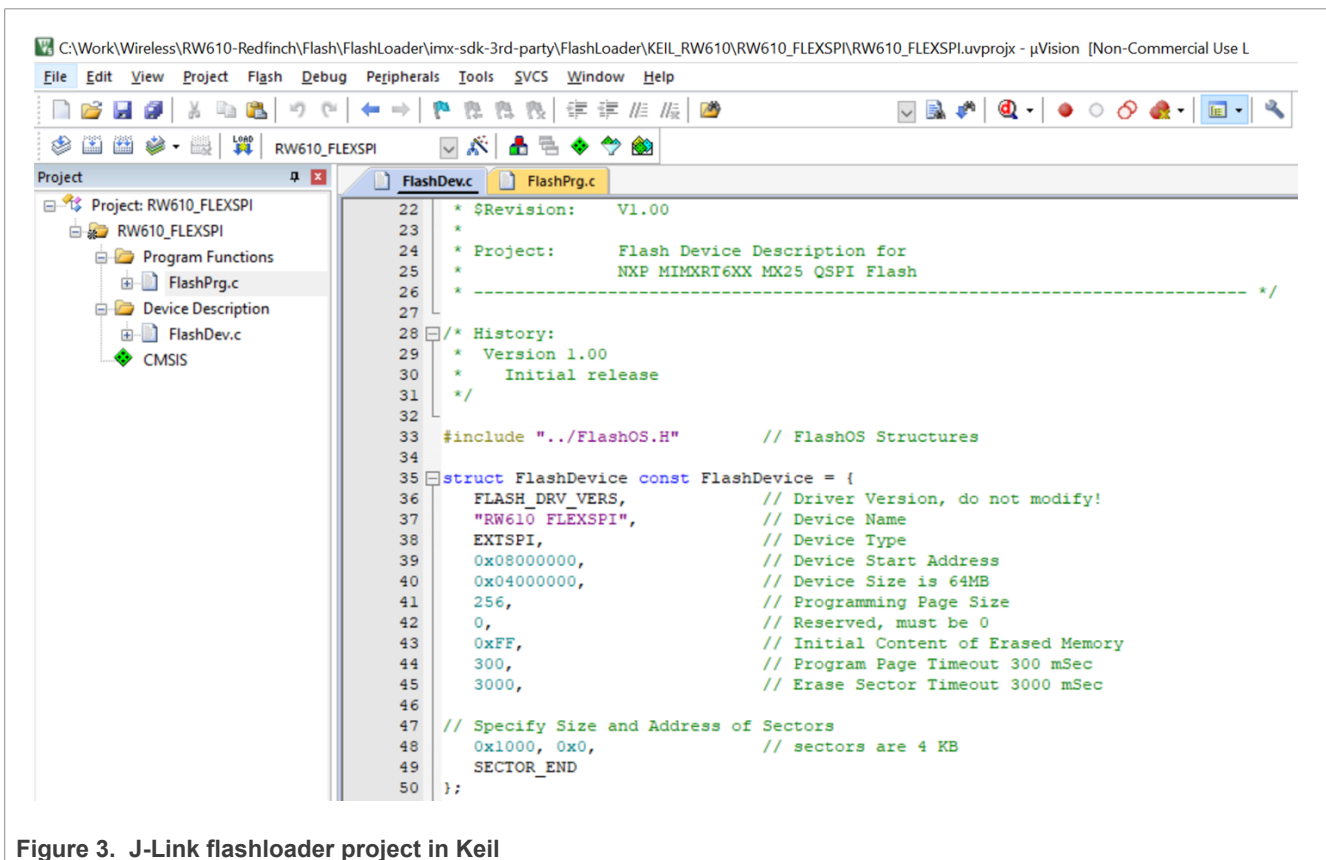 C:\Work\Wireless\RW610-Redfinch\Flash\FlashLoader\imx-sdk-3rd-party\FlashLoader\KEIL_RW610\RW610_FLEXSPI\RW610_FLEXSPI.uvprojx - µVision [Non-Commercial Use L
File Edit View Project Flash Debug Peripherals Tools SVCS Window Help
LOAD RW610_FLEXSPI
Project
FlashDev.c FlashPrg.c
Project: RW610_FLEXSPI
RW610_FLEXSPI
Program Functions
FlashPrg.c
Device Description
FlashDev.c
CMSIS
22 * $Revision: V1.00
23 *
24 * Project: Flash Device Description for
25 * NXP MIMXRT6XX MX25 QSPI Flash
26 * --------------------------------------------------------------------------- */
27
28 /* History:
29 * Version 1.00
30 * Initial release
31 */
32
33 #include "../FlashOS.H" // FlashOS Structures
34
35 struct FlashDevice const FlashDevice = {
36 FLASH_DRV_VERS, // Driver Version, do not modify!
37 "RW610 FLEXSPI", // Device Name
38 EXTSPI, // Device Type
39 0x08000000, // Device Start Address
40 0x04000000, // Device Size is 64MB
41 256, // Programming Page Size
42 0, // Reserved, must be 0
43 0xFF, // Initial Content of Erased Memory
44 300, // Program Page Timeout 300 mSec
45 3000, // Erase Sector Timeout 3000 mSec
46
47 // Specify Size and Address of Sectors
48 0x1000, 0x0, // sectors are 4 KB
49 SECTOR_END
50 };
Figure 3. J-Link flashloader project in Keil